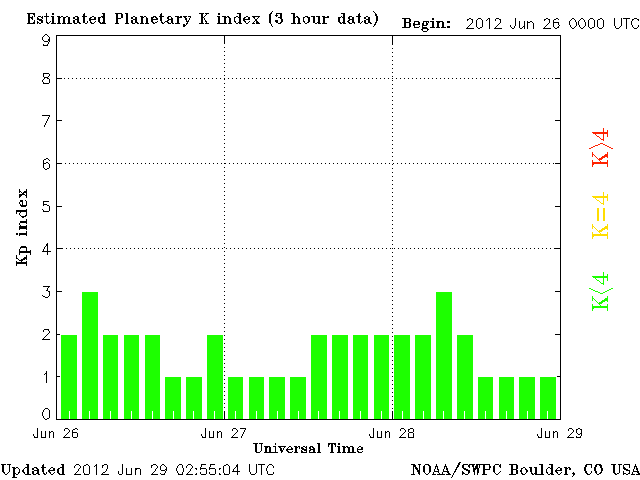 Estimated Planetary K index (3 hour data) Begin: 2012 Jun 26 0000 UTC
9
8
7
6
5
4
3
2
1
0
Kp index
K>4
K=4
K<4
Jun 26 Jun 27 Jun 28 Jun 29
Universal Time
Updated 2012 Jun 29 02:55:04 UTC NOAA/SWPC Boulder, CO USA